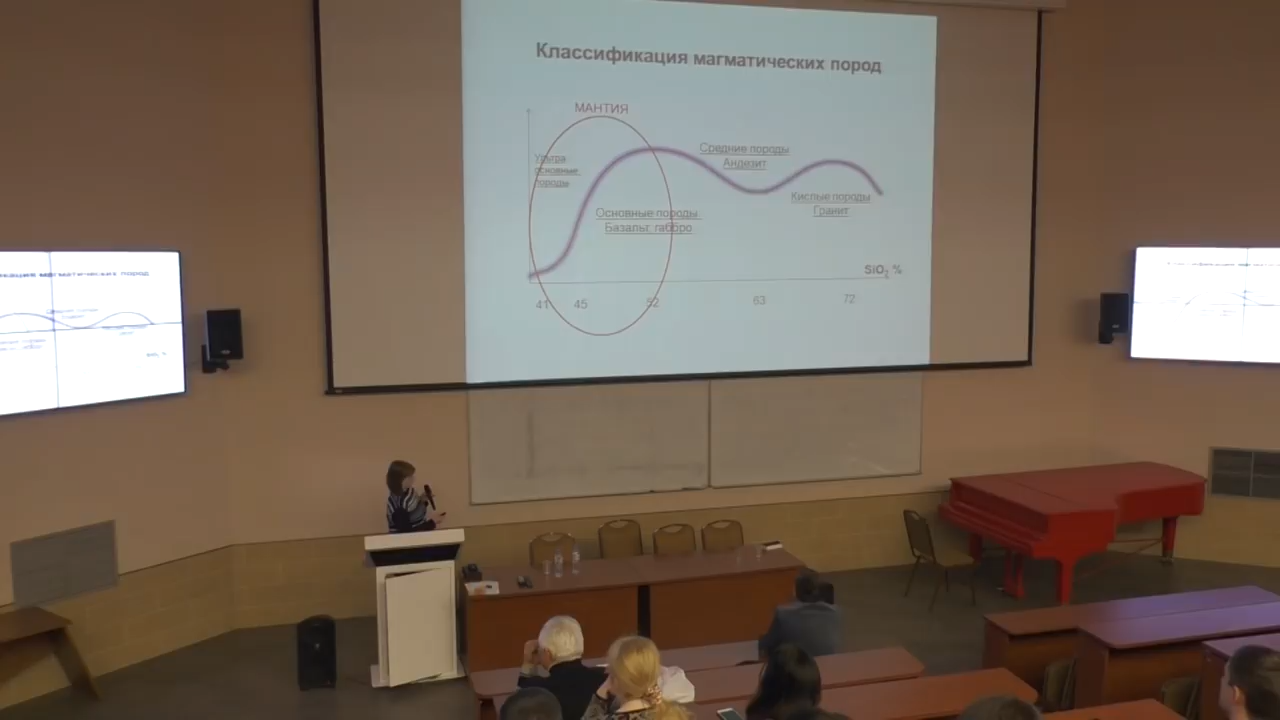 Классификация магматических пород
МАНТИЯ
Ультра
основные
породы
Средние породы
Андезит
Основные породы
Базальт, габбро
Кислые породы
Гранит
SiO2 %
41 45 52 63 72